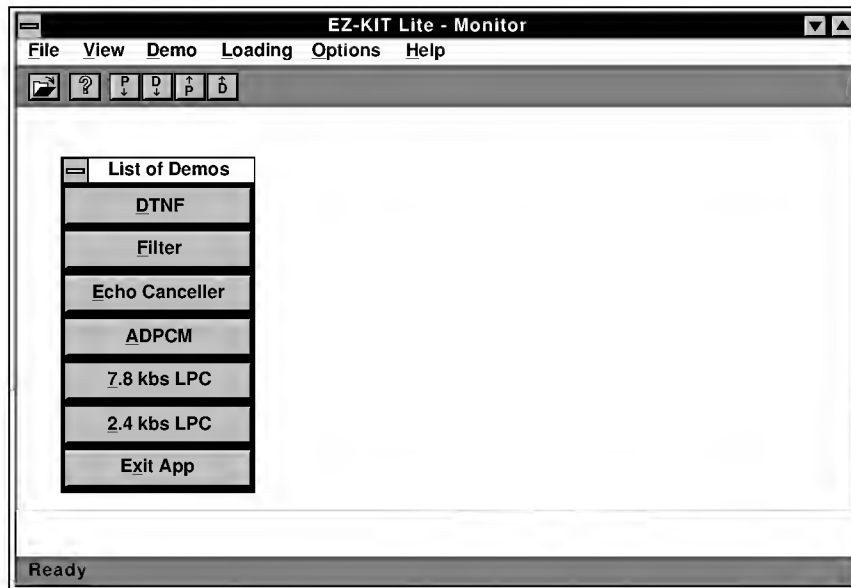 EZ-KIT Lite - Monitor
File View Demo Loading Options Help
? P↓ D↓ ↑P ↑D
List of Demos
DTNF
Filter
Echo Canceller
ADPCM
7.8 kbs LPC
2.4 kbs LPC
Exit App
Ready